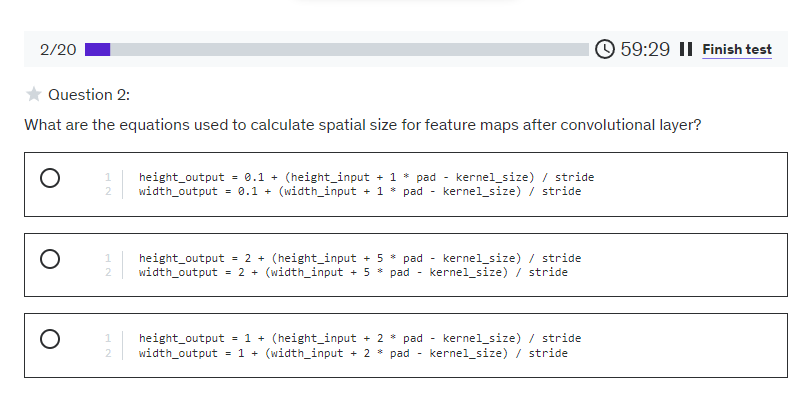 2/20 59:29 Finish test
Question 2:
What are the equations used to calculate spatial size for feature maps after convolutional layer?
1 height_output = 0.1 + (height_input + 1 * pad - kernel_size) / stride
2 width_output = 0.1 + (width_input + 1 * pad - kernel_size) / stride
1 height_output = 2 + (height_input + 5 * pad - kernel_size) / stride
2 width_output = 2 + (width_input + 5 * pad - kernel_size) / stride
1 height_output = 1 + (height_input + 2 * pad - kernel_size) / stride
2 width_output = 1 + (width_input + 2 * pad - kernel_size) / stride